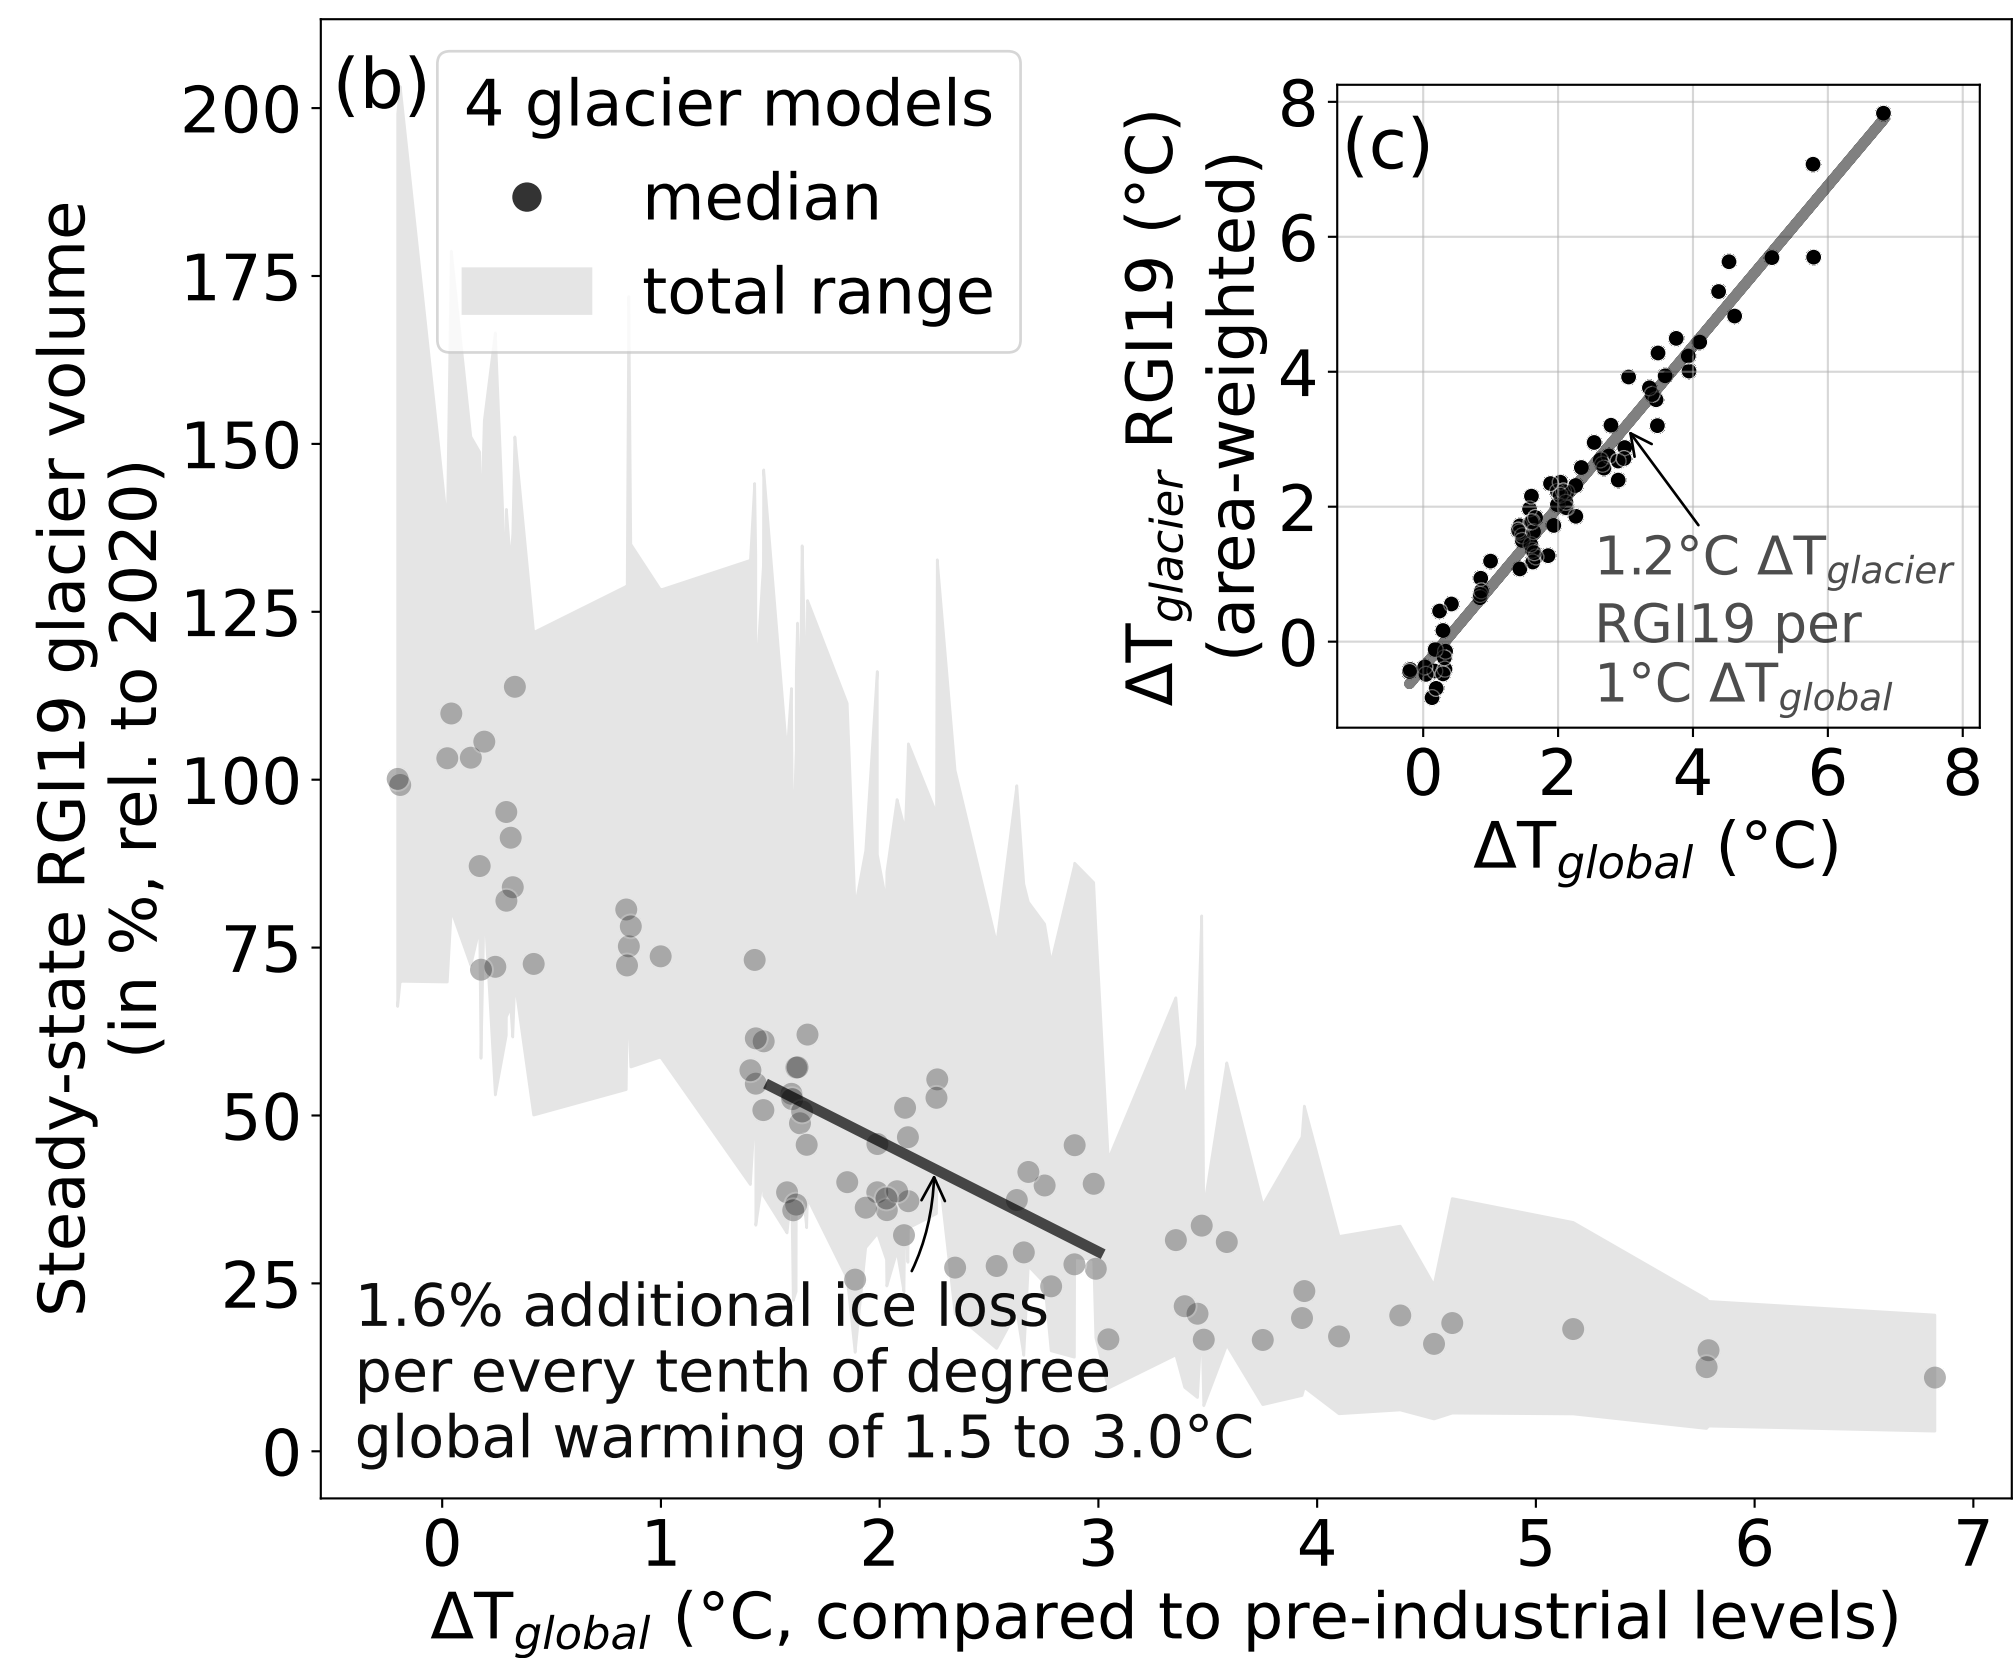 (b)
4 glacier models
median
total range
Steady-state RGI19 glacier volume
(in %, rel. to 2020)
200
175
150
125
100
75
50
25
0
1.6% additional ice loss
per every tenth of degree
global warming of 1.5 to 3.0°C
0 1 2 3 4 5 6 7
ΔTglobal (°C, compared to pre-industrial levels)
(c)
ΔTglacier RGI19 (°C)
(area-weighted)
8
6
4
2
0
1.2°C ΔTglacier
RGI19 per
1°C ΔTglobal
0 2 4 6 8
ΔTglobal (°C)